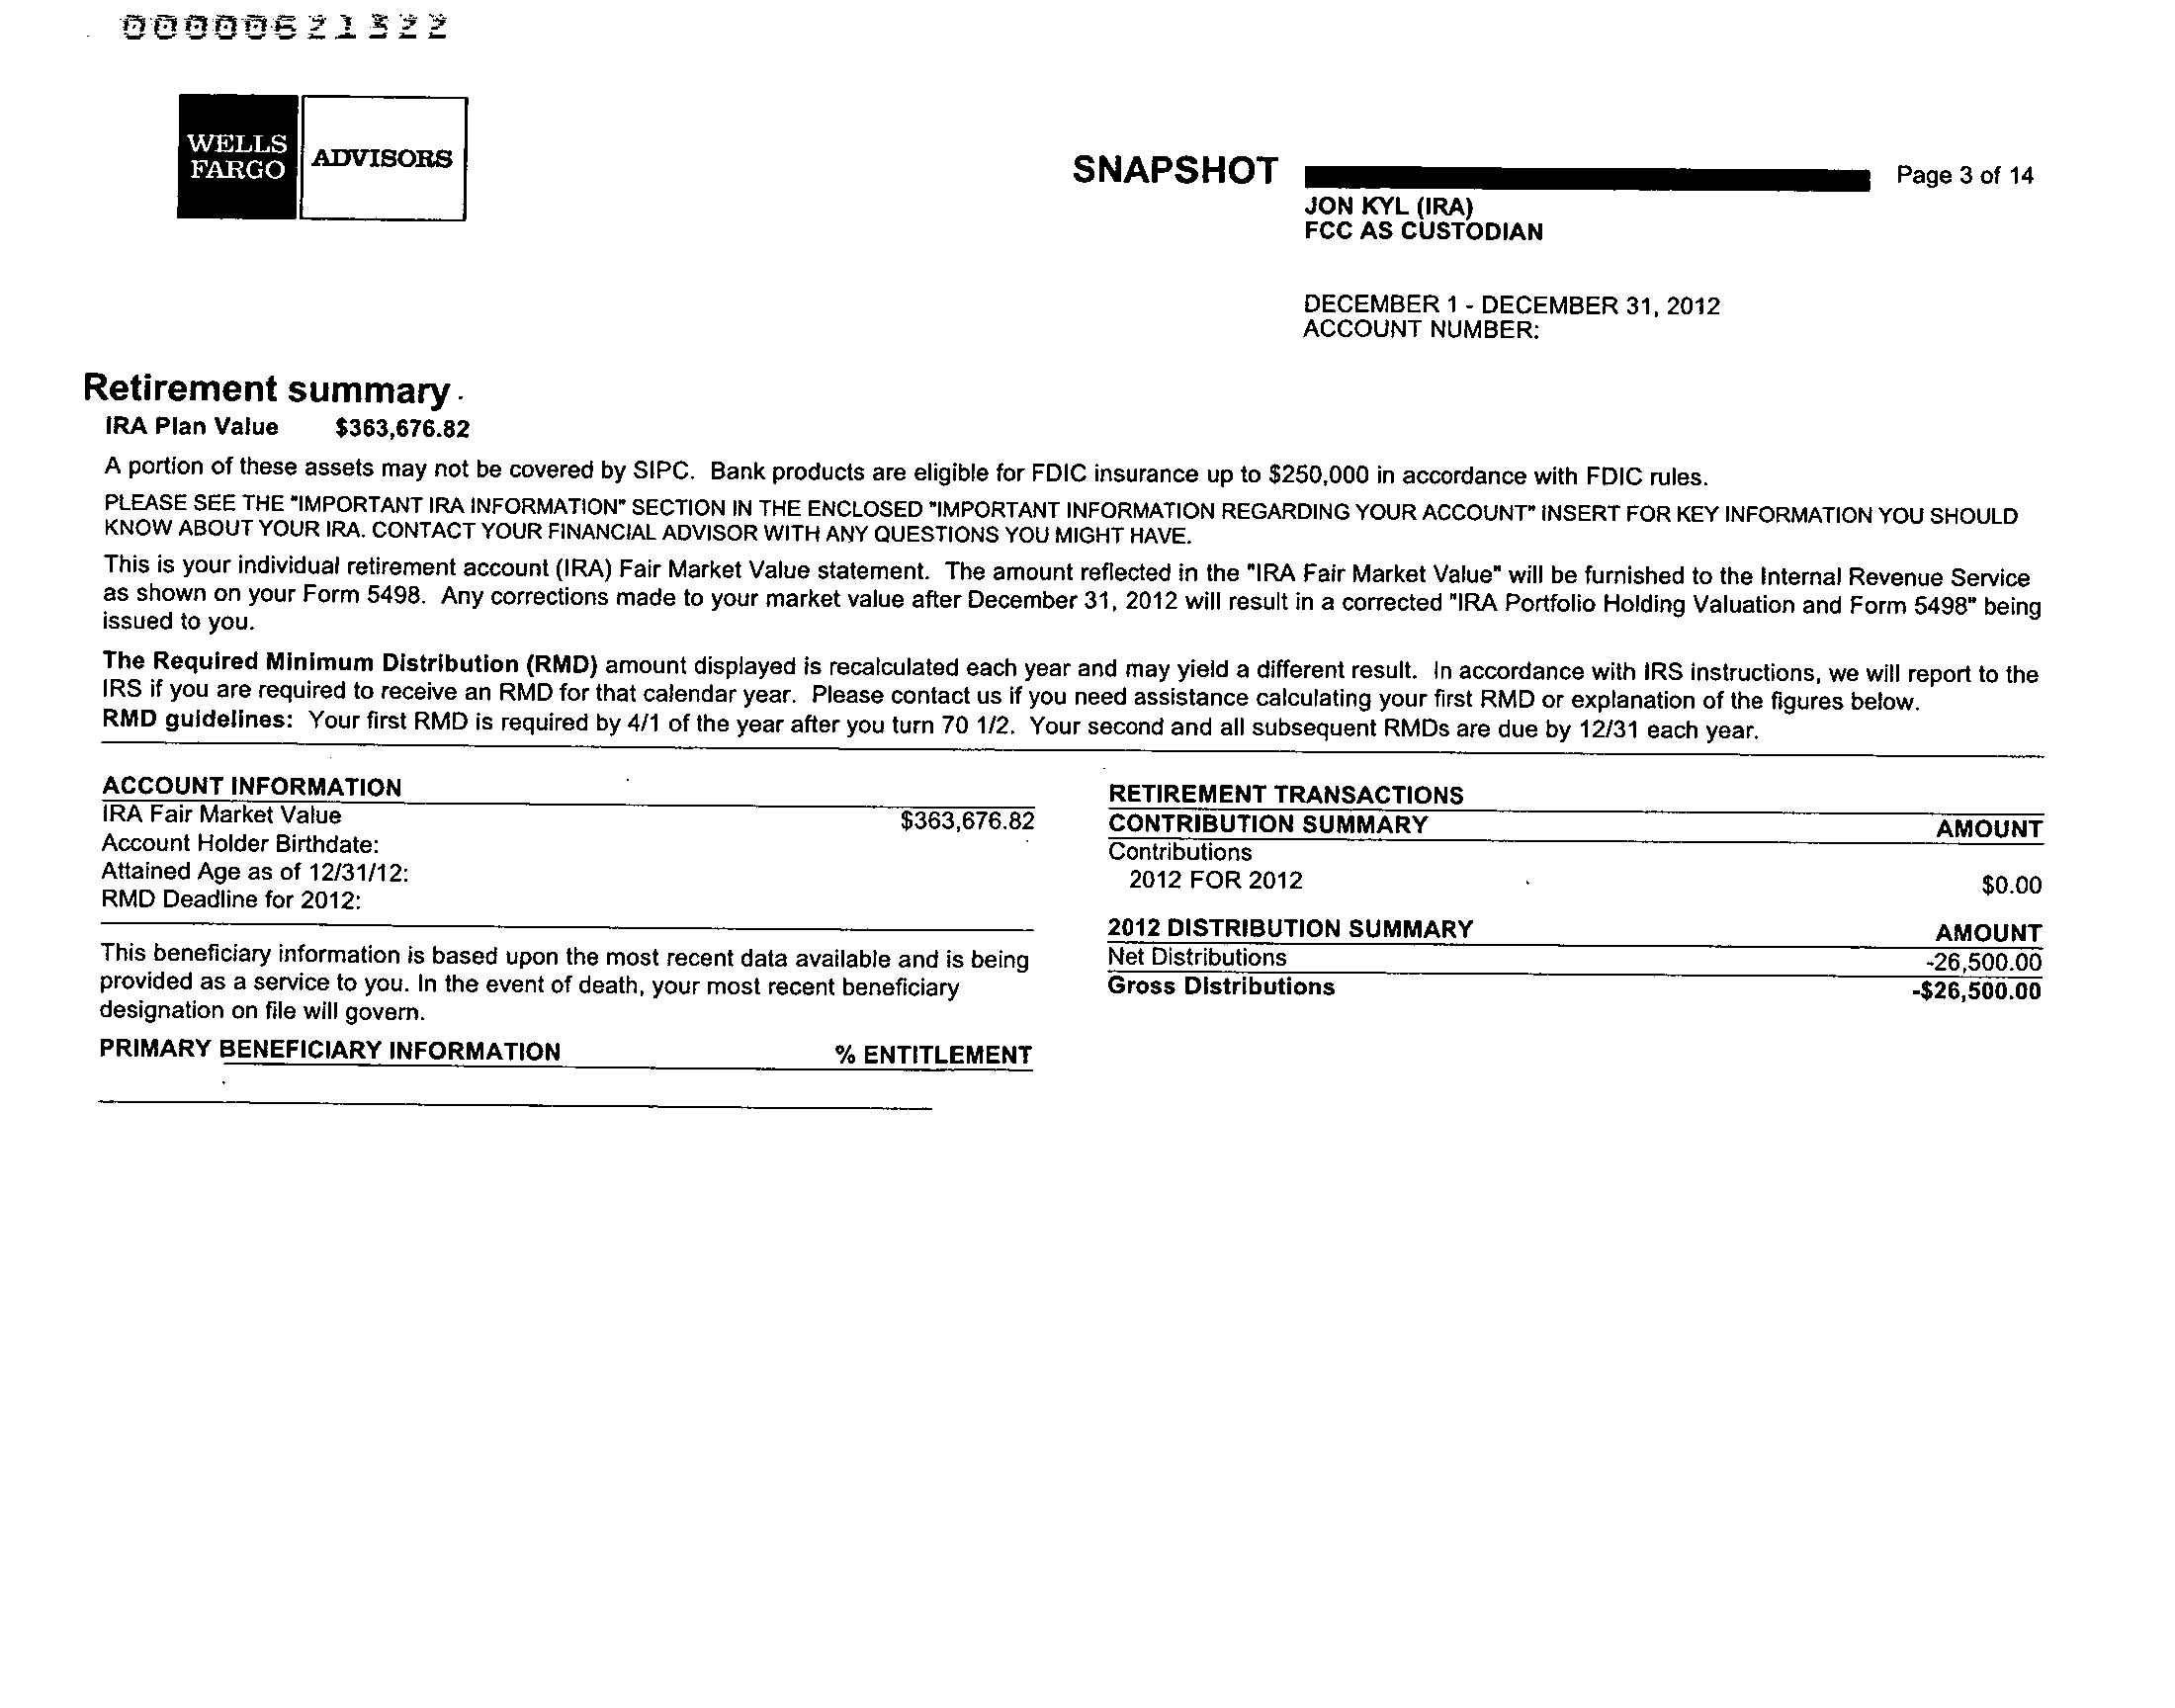 00000621322
WELLS
FARGO
ADVISORS
SNAPSHOT
Page 3 of 14
JON KYL (IRA)
FCC AS CUSTODIAN
DECEMBER 1 - DECEMBER 31, 2012
ACCOUNT NUMBER:
Retirement summary
IRA Plan Value $363,676.82
A portion of these assets may not be covered by SIPC. Bank products are eligible for FDIC insurance up to $250,000 in accordance with FDIC rules.
PLEASE SEE THE "IMPORTANT IRA INFORMATION" SECTION IN THE ENCLOSED "IMPORTANT INFORMATION REGARDING YOUR ACCOUNT" INSERT FOR KEY INFORMATION YOU SHOULD
KNOW ABOUT YOUR IRA. CONTACT YOUR FINANCIAL ADVISOR WITH ANY QUESTIONS YOU MIGHT HAVE.
This is your individual retirement account (IRA) Fair Market Value statement. The amount reflected in the "IRA Fair Market Value" will be furnished to the Internal Revenue Service
as shown on your Form 5498. Any corrections made to your market value after December 31, 2012 will result in a corrected "IRA Portfolio Holding Valuation and Form 5498" being
issued to you.
The Required Minimum Distribution (RMD) amount displayed is recalculated each year and may yield a different result. In accordance with IRS instructions, we will report to the
IRS if you are required to receive an RMD for that calendar year. Please contact us if you need assistance calculating your first RMD or explanation of the figures below.
RMD guidelines: Your first RMD is required by 4/1 of the year after you turn 70 1/2. Your second and all subsequent RMDs are due by 12/31 each year.
ACCOUNT INFORMATION
IRA Fair Market Value $363,676.82
Account Holder Birthdate:
Attained Age as of 12/31/12:
RMD Deadline for 2012:
This beneficiary information is based upon the most recent data available and is being
provided as a service to you. In the event of death, your most recent beneficiary
designation on file will govern.
PRIMARY BENEFICIARY INFORMATION % ENTITLEMENT
RETIREMENT TRANSACTIONS
CONTRIBUTION SUMMARY AMOUNT
Contributions
2012 FOR 2012 $0.00
2012 DISTRIBUTION SUMMARY AMOUNT
Net Distributions -26,500.00
Gross Distributions -$26,500.00